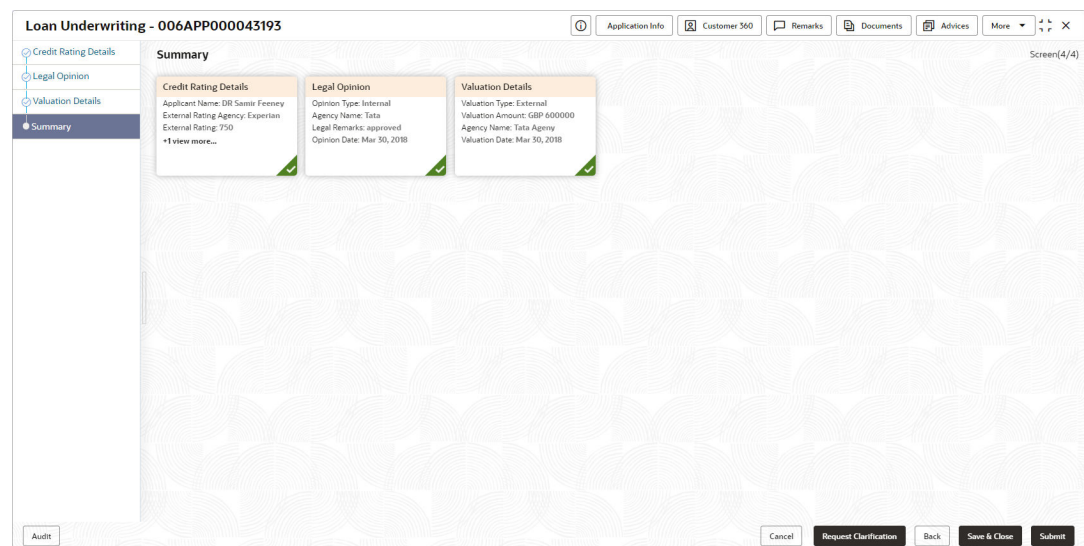 Loan Underwriting - 006APP000043193
Application Info
Customer 360
Remarks
Documents
Advices
More
Credit Rating Details
Legal Opinion
Valuation Details
Summary
Summary
Screen(4/4)
Credit Rating Details
Applicant Name: DR Samir Feeney
External Rating Agency: Experian
External Rating: 750
+1 view more...
Legal Opinion
Opinion Type: Internal
Agency Name: Tata
Legal Remarks: approved
Opinion Date: Mar 30, 2018
Valuation Details
Valuation Type: External
Valuation Amount: GBP 600000
Agency Name: Tata Ageny
Valuation Date: Mar 30, 2018
Audit
Cancel
Request Clarification
Back
Save & Close
Submit